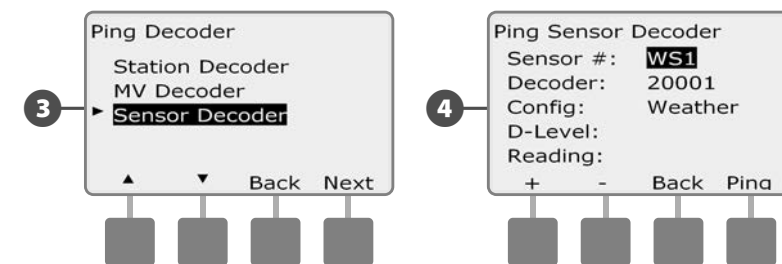 3
Ping Decoder
Station Decoder
MV Decoder
► Sensor Decoder
▲ ▼ Back Next
4
Ping Sensor Decoder
Sensor #: WS1
Decoder: 20001
Config: Weather
D-Level:
Reading:
+ - Back Ping